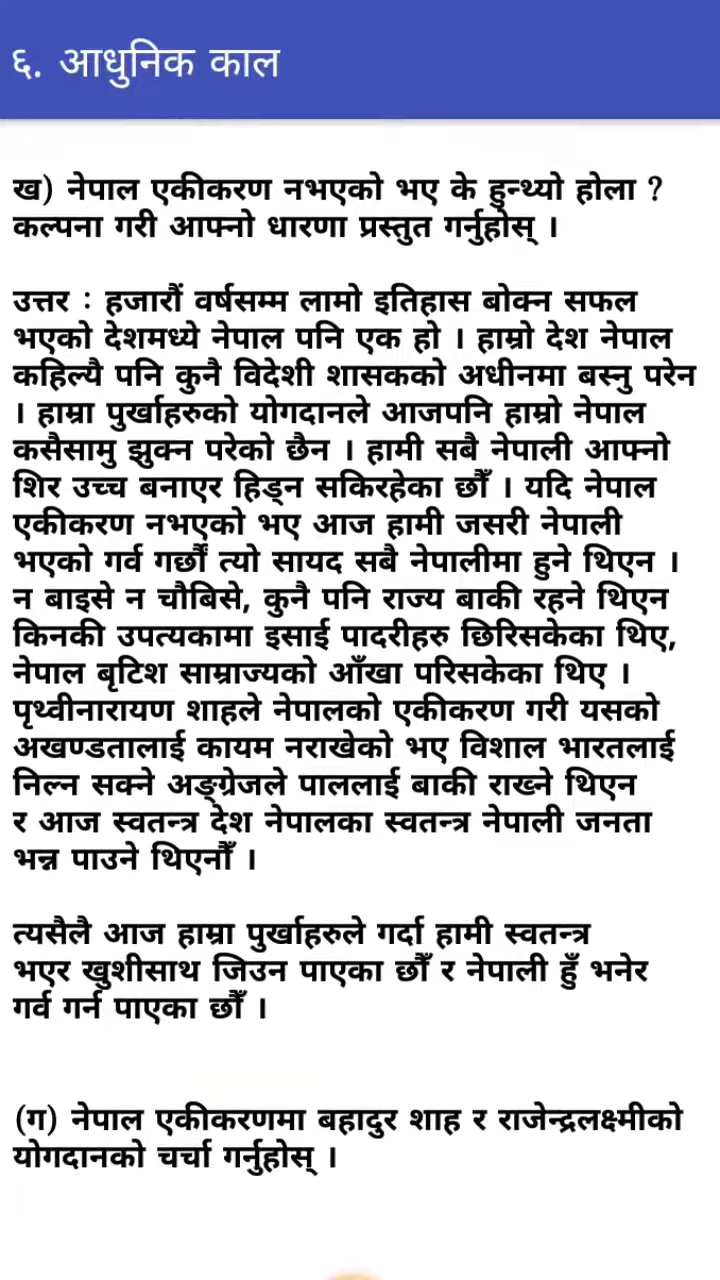 ६. आधुनिक काल
ख) नेपाल एकीकरण नभएको भए के हुन्थ्यो होला ?
कल्पना गरी आफ्नो धारणा प्रस्तुत गर्नुहोस् ।
उत्तर : हजारौं वर्षसम्म लामो इतिहास बोक्न सफल
भएको देशमध्ये नेपाल पनि एक हो । हाम्रो देश नेपाल
कहिल्यै पनि कुनै विदेशी शासकको अधीनमा बस्नु परेन
। हाम्रा पुर्खाहरुको योगदानले आजपनि हाम्रो नेपाल
कसैसामु झुक्न परेको छैन । हामी सबै नेपाली आफ्नो
शिर उच्च बनाएर हिड्न सकिरहेका छौँ । यदि नेपाल
एकीकरण नभएको भए आज हामी जसरी नेपाली
भएको गर्व गर्छौं त्यो सायद सबै नेपालीमा हुने थिएन ।
न बाइसे न चौबिसे, कुनै पनि राज्य बाकी रहने थिएन
किनकी उपत्यकामा इसाई पादरीहरु छिरिसकेका थिए,
नेपाल बृटिश साम्राज्यको आँखा परिसकेका थिए ।
पृथ्वीनारायण शाहले नेपालको एकीकरण गरी यसको
अखण्डतालाई कायम नराखेको भए विशाल भारतलाई
निल्न सक्ने अङ्ग्रेजले पाललाई बाकी राख्ने थिएन
र आज स्वतन्त्र देश नेपालका स्वतन्त्र नेपाली जनता
भन्न पाउने थिएनौँ ।
त्यसैलै आज हाम्रा पुर्खाहरुले गर्दा हामी स्वतन्त्र
भएर खुशीसाथ जिउन पाएका छौँ र नेपाली हुँ भनेर
गर्व गर्न पाएका छौँ ।
(ग) नेपाल एकीकरणमा बहादुर शाह र राजेन्द्रलक्ष्मीको
योगदानको चर्चा गर्नुहोस् ।